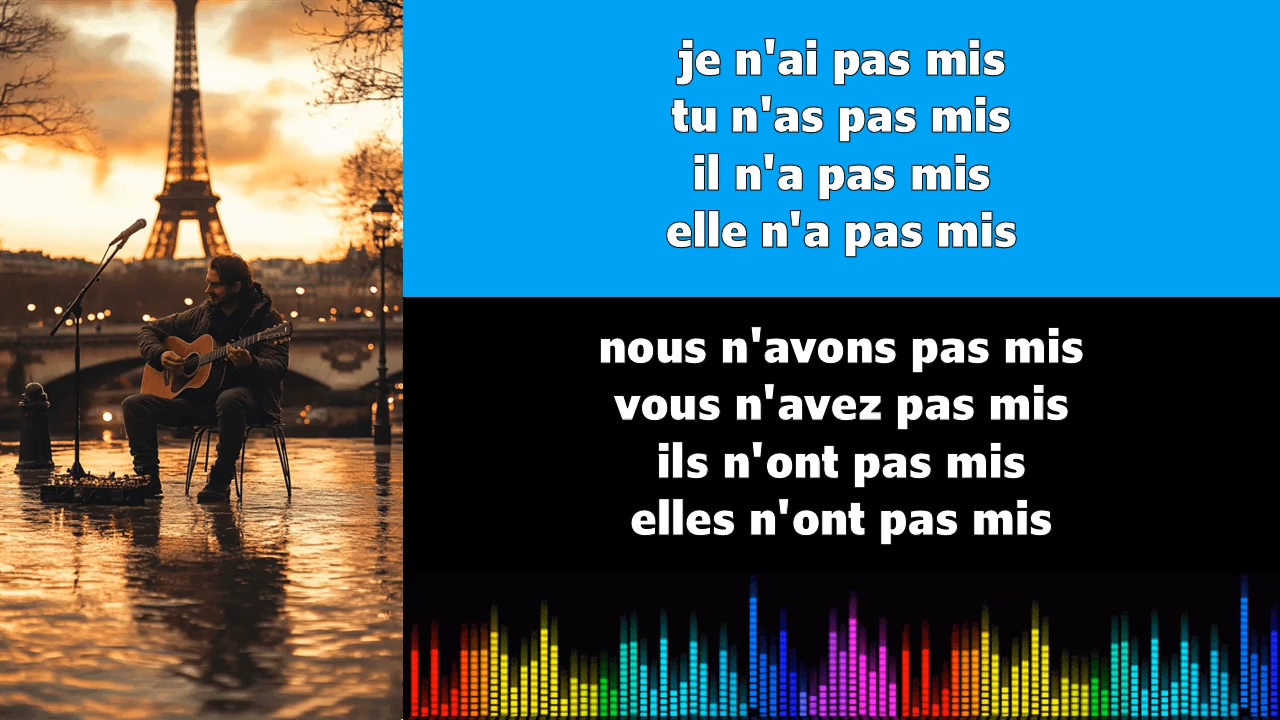 je n'ai pas mis
tu n'as pas mis
il n'a pas mis
elle n'a pas mis
nous n'avons pas mis
vous n'avez pas mis
ils n'ont pas mis
elles n'ont pas mis